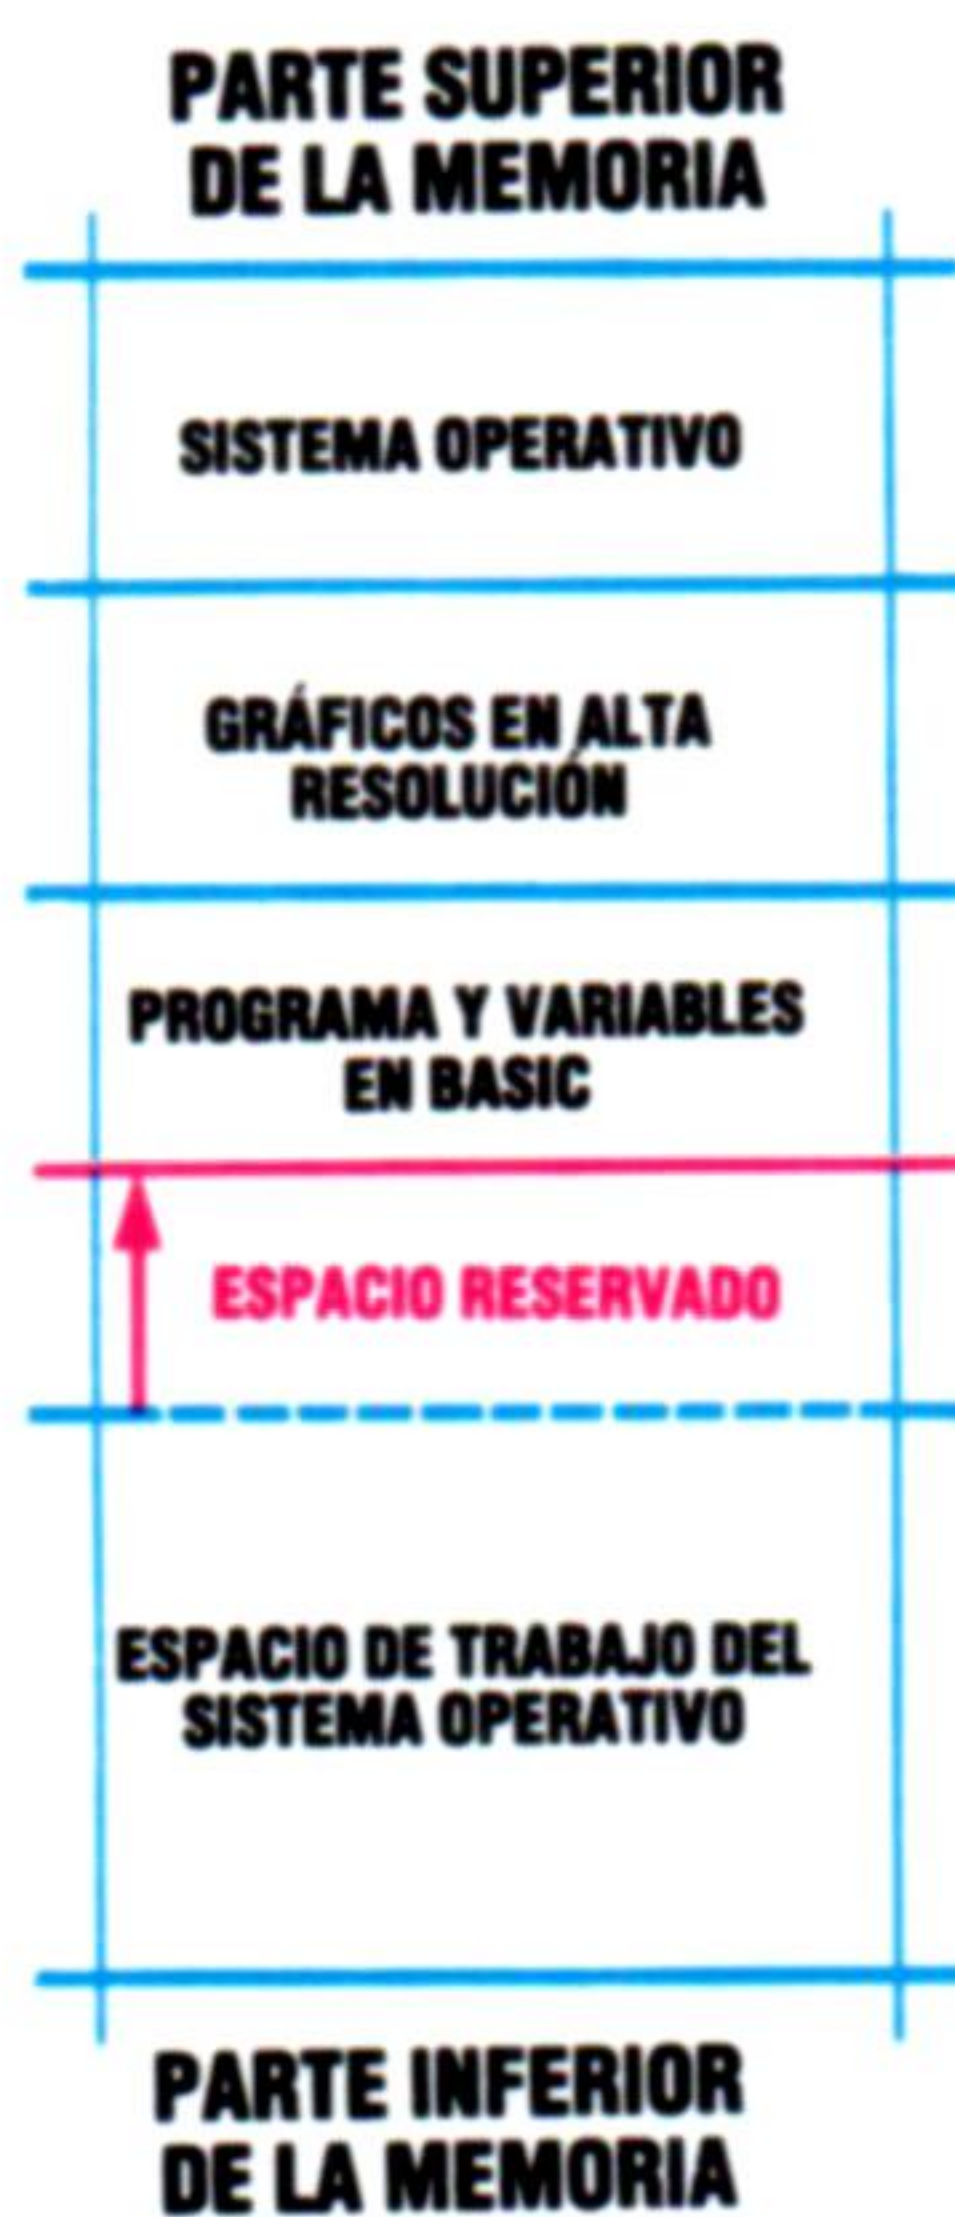 PARTE SUPERIOR
DE LA MEMORIA
SISTEMA OPERATIVO
GRÁFICOS EN ALTA
RESOLUCIÓN
PROGRAMA Y VARIABLES
EN BASIC
ESPACIO RESERVADO
ESPACIO DE TRABAJO DEL
SISTEMA OPERATIVO
PARTE INFERIOR
DE LA MEMORIA